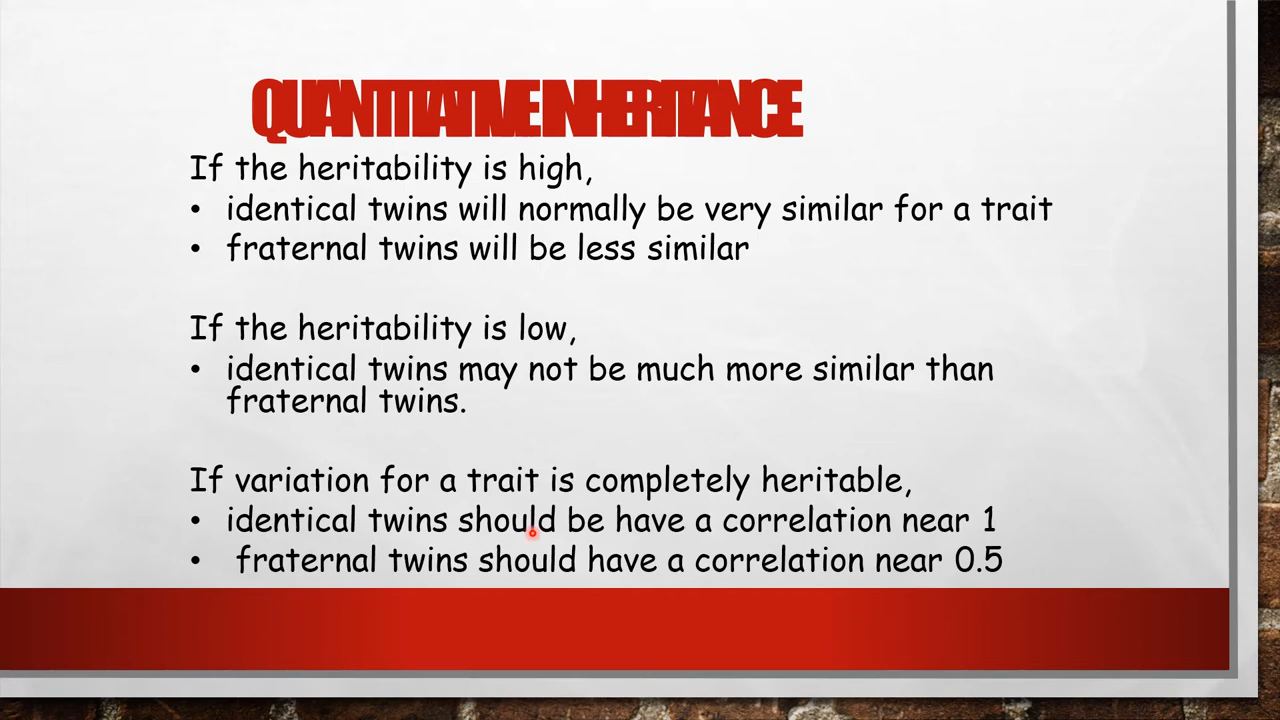 QUANTITATIVE INHERITANCE
If the heritability is high,
• identical twins will normally be very similar for a trait
• fraternal twins will be less similar
If the heritability is low,
• identical twins may not be much more similar than
fraternal twins.
If variation for a trait is completely heritable,
• identical twins should be have a correlation near 1
• fraternal twins should have a correlation near 0.5